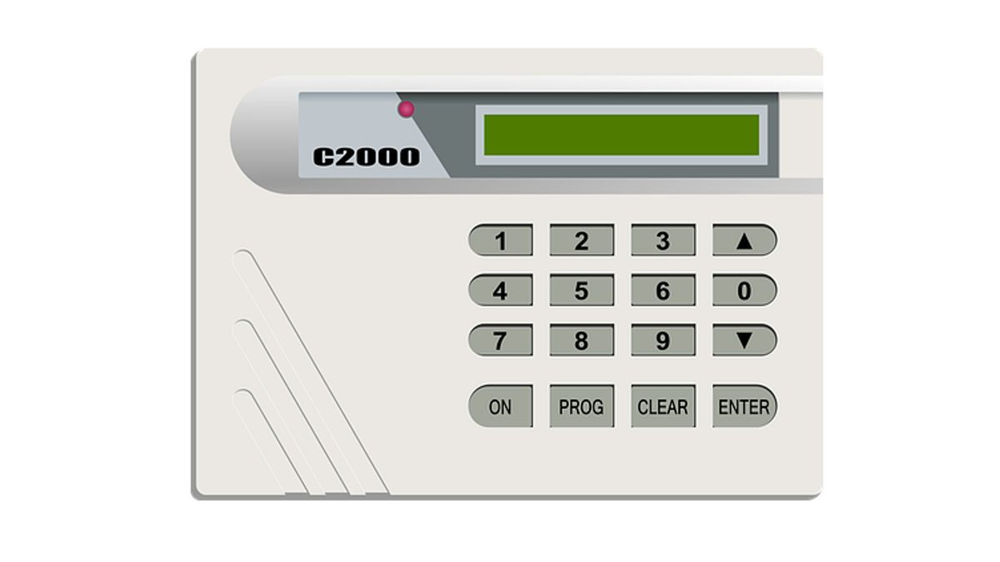 C2000
1 2 3 ▲
4 5 6 0
7 8 9 ▼
ON PROG CLEAR ENTER